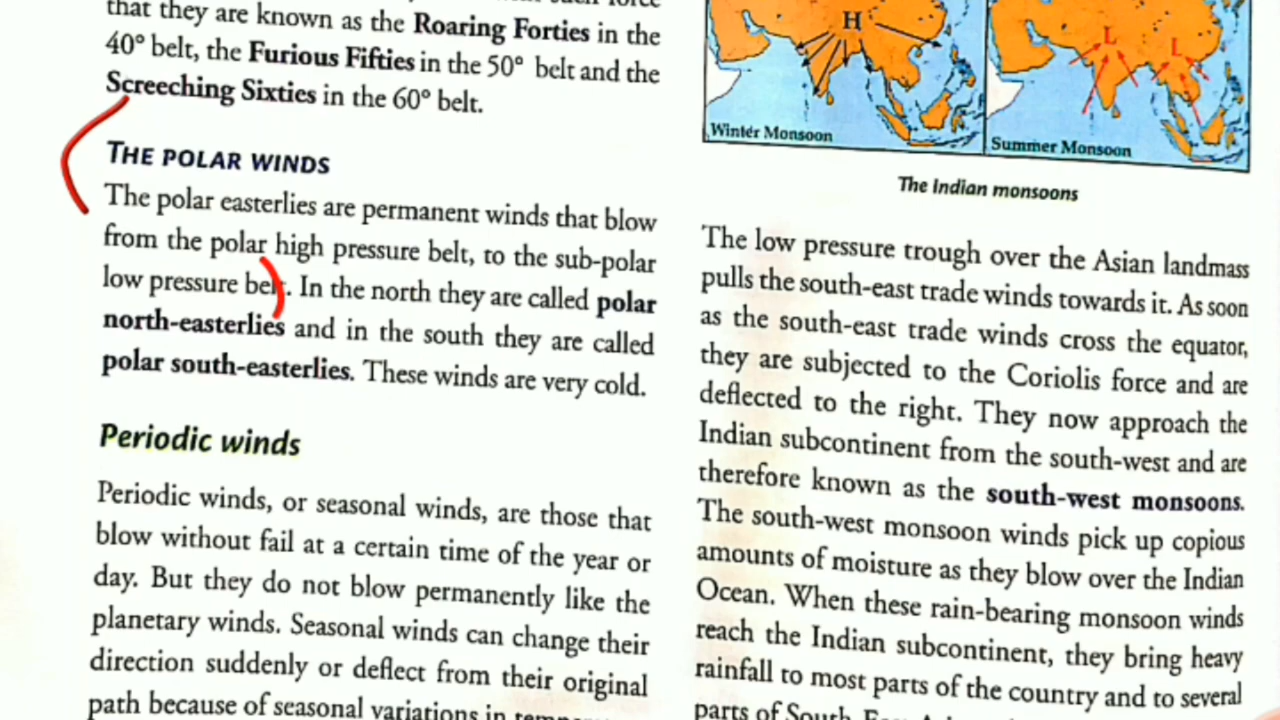 that they are known as the Roaring Forties in the
40° belt, the Furious Fifties in the 50° belt and the
Screeching Sixties in the 60° belt.
THE POLAR WINDS
The polar easterlies are permanent winds that blow
from the polar high pressure belt, to the sub-polar
low pressure belt. In the north they are called polar
north-easterlies and in the south they are called
polar south-easterlies. These winds are very cold.
Periodic winds
Periodic winds, or seasonal winds, are those that
blow without fail at a certain time of the year or
day. But they do not blow permanently like the
planetary winds. Seasonal winds can change their
direction suddenly or deflect from their original
path because of seasonal variations in
H
Winter Monsoon
L
L
Summer Monsoon
The Indian monsoons
The low pressure trough over the Asian landmass
pulls the south-east trade winds towards it. As soon
as the south-east trade winds cross the equator,
they are subjected to the Coriolis force and are
deflected to the right. They now approach the
Indian subcontinent from the south-west and are
therefore known as the south-west monsoons.
The south-west monsoon winds pick up copious
amounts of moisture as they blow over the Indian
Ocean. When these rain-bearing monsoon winds
reach the Indian subcontinent, they bring heavy
rainfall to most parts of the country and to several
parts of South